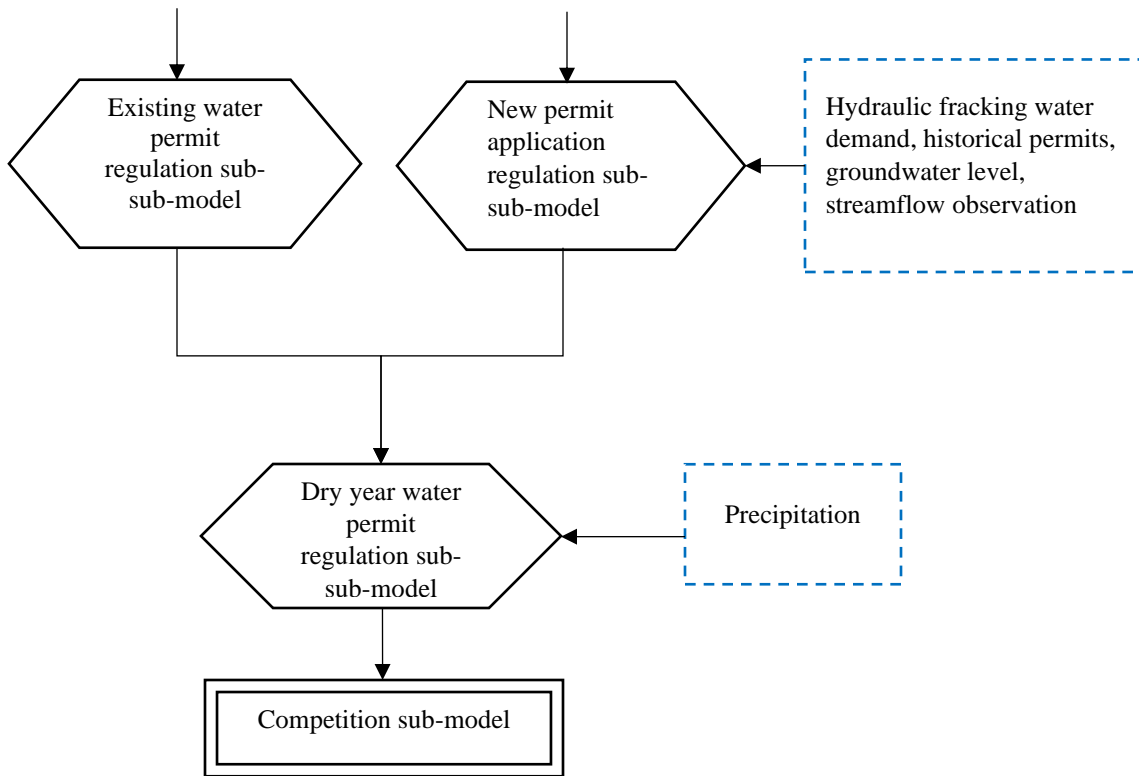 Existing water
permit
regulation sub-
sub-model
New permit
application
regulation sub-
sub-model
Hydraulic fracking water
demand, historical permits,
groundwater level,
streamflow observation
Dry year water
permit
regulation sub-
sub-model
Precipitation
Competition sub-model